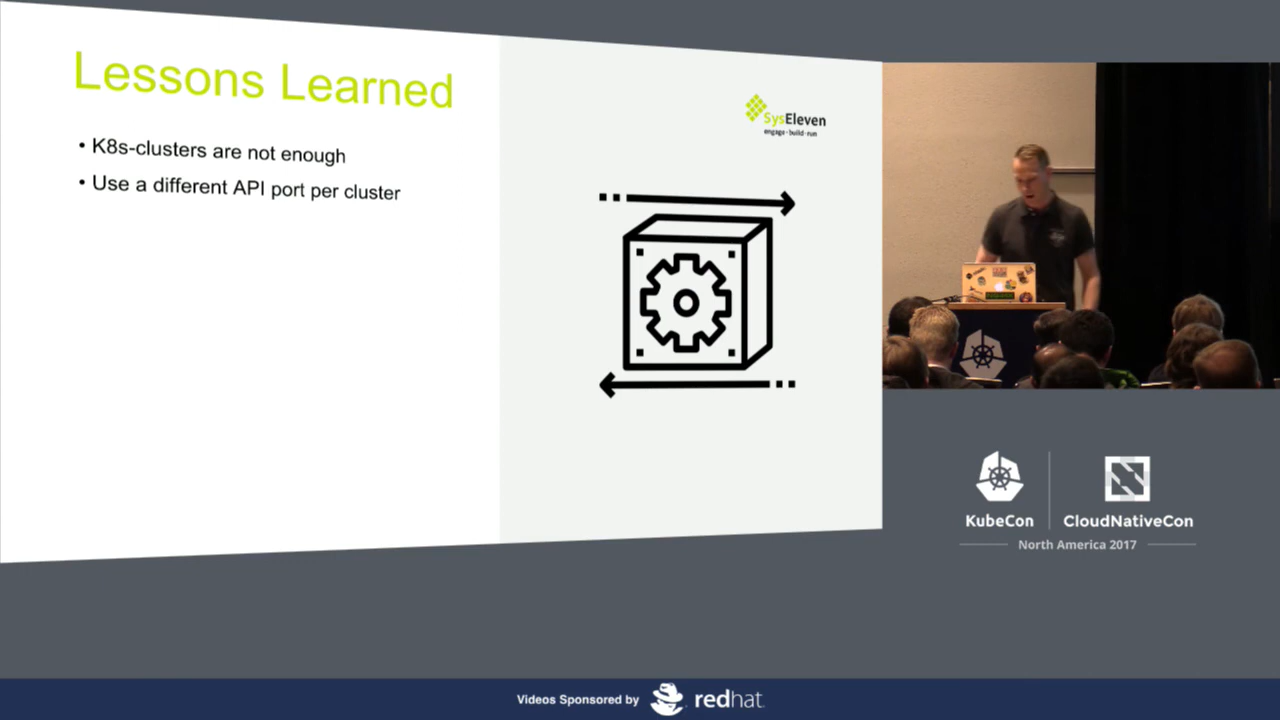 Lessons Learned
• K8s-clusters are not enough
• Use a different API port per cluster
SysEleven
engage-build-run
KubeCon
CloudNativeCon
North America 2017
Videos Sponsored by
redhat.